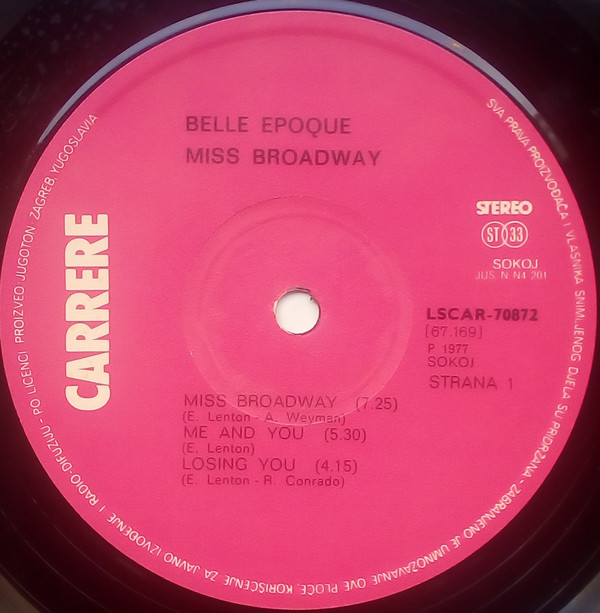 BELLE EPOQUE
MISS BROADWAY
CARRERE
STEREO
ST 33
SOKOJ
JUS. N. N4 201
LSCAR-70872
[67.169]
P 1977
SOKOJ
STRANA 1
MISS BROADWAY (7.25)
(E. Lenton - A. Weyman)
ME AND YOU (5.30)
(E. Lenton)
LOSING YOU (4.15)
(E. Lenton - R. Conrado)
SVA PRAVA PROIZVOĐAČA I VLASNIKA SNIMLJENOG DJELA SU PRIDRŽANA - ZABRANJENO JE UMNOŽAVANJE OVE PLOČE, KORIŠĆENJE ZA JAVNO IZVOĐENJE I RADIO-DIFUZIJU - PO LICENCI PROIZVEO JUGOTON - ZAGREB, YUGOSLAVIA